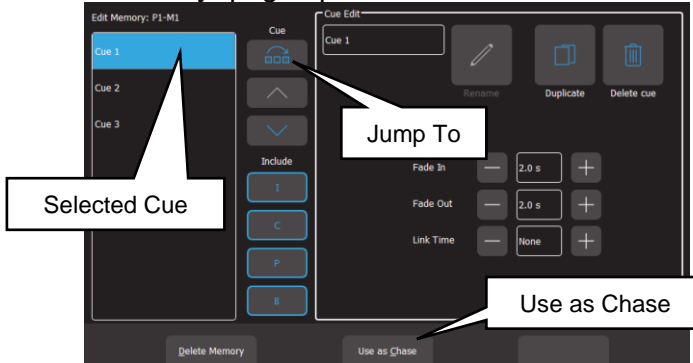 Edit Memory: P1-M1
Cue Edit
Cue
Cue 1
Cue 1
Cue 2
Rename
Duplicate
Delete cue
Cue 3
Jump To
Include
Fade In
2.0 s
I
Selected Cue
Fade Out
2.0 s
C
Link Time
None
P
B
Use as Chase
Delete Memory
Use as Chase